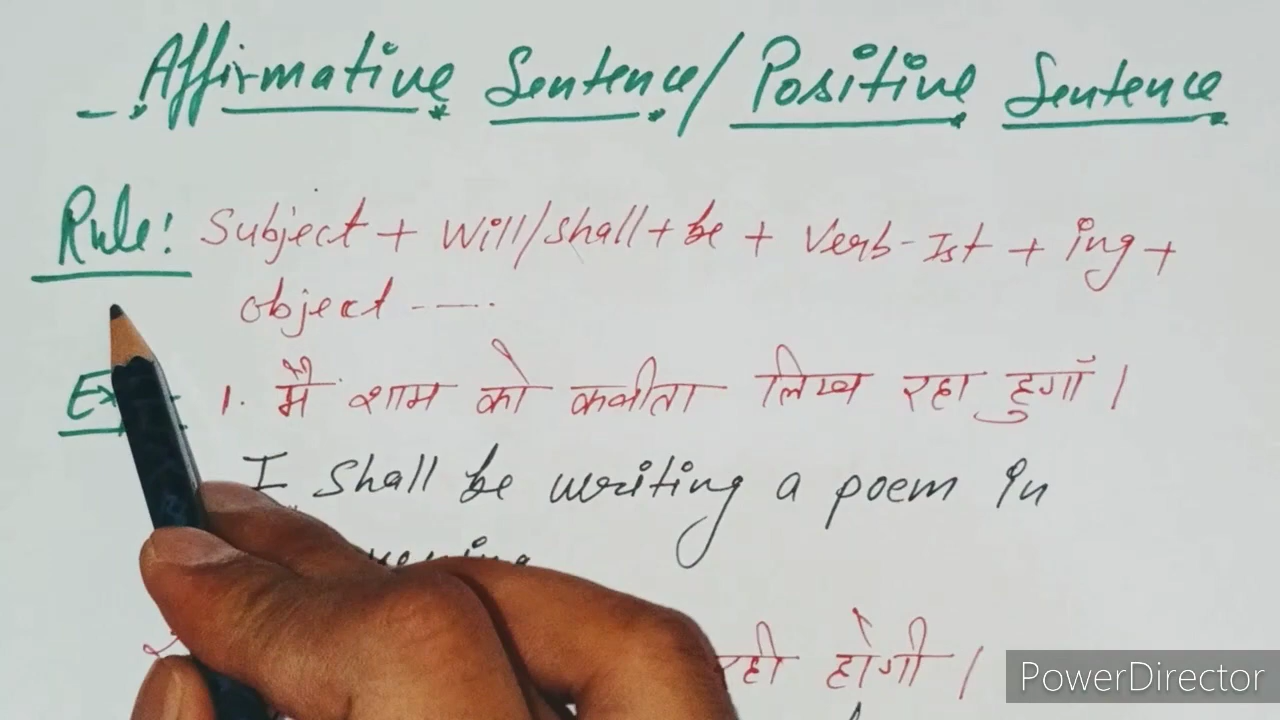 Affirmative Sentence/Positive Sentence
Rule: Subject + Will/shall + be + Verb-Ist + ing +
object -----
1. मैं शाम को कवीता लिख रहा हुगाँ।
I shall be writing a poem in
रही होगी।
PowerDirector